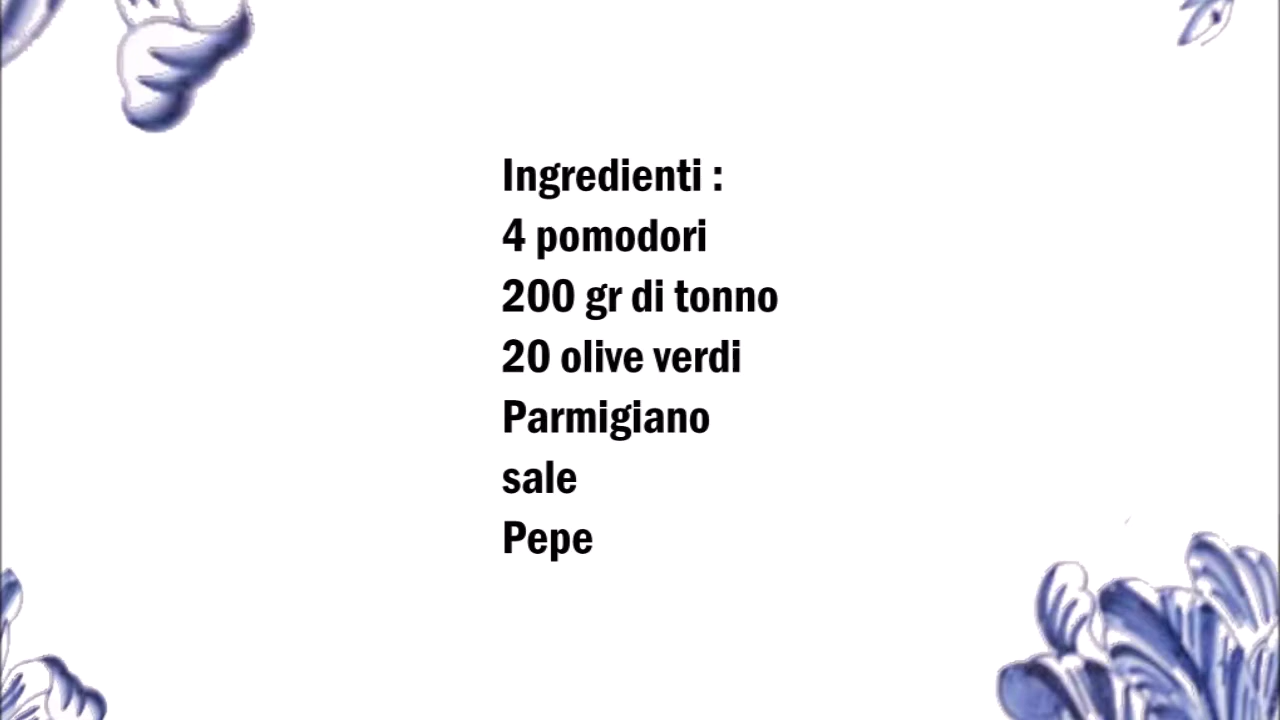 Ingredienti :
4 pomodori
200 gr di tonno
20 olive verdi
Parmigiano
sale
Pepe